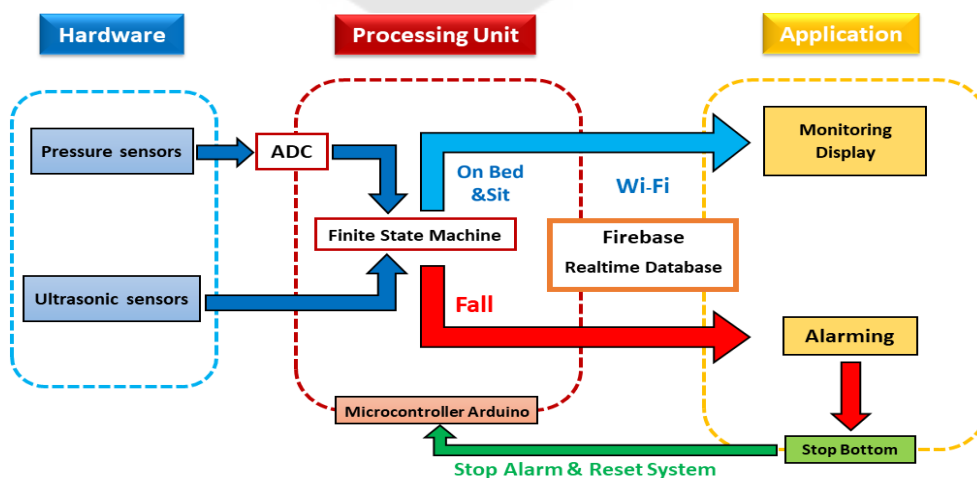 Hardware
Processing Unit
Application
Pressure sensors
ADC
On Bed
&Sit
Wi-Fi
Monitoring
Display
Finite State Machine
Firebase
Realtime Database
Ultrasonic sensors
Fall
Alarming
Microcontroller Arduino
Stop Bottom
Stop Alarm & Reset System